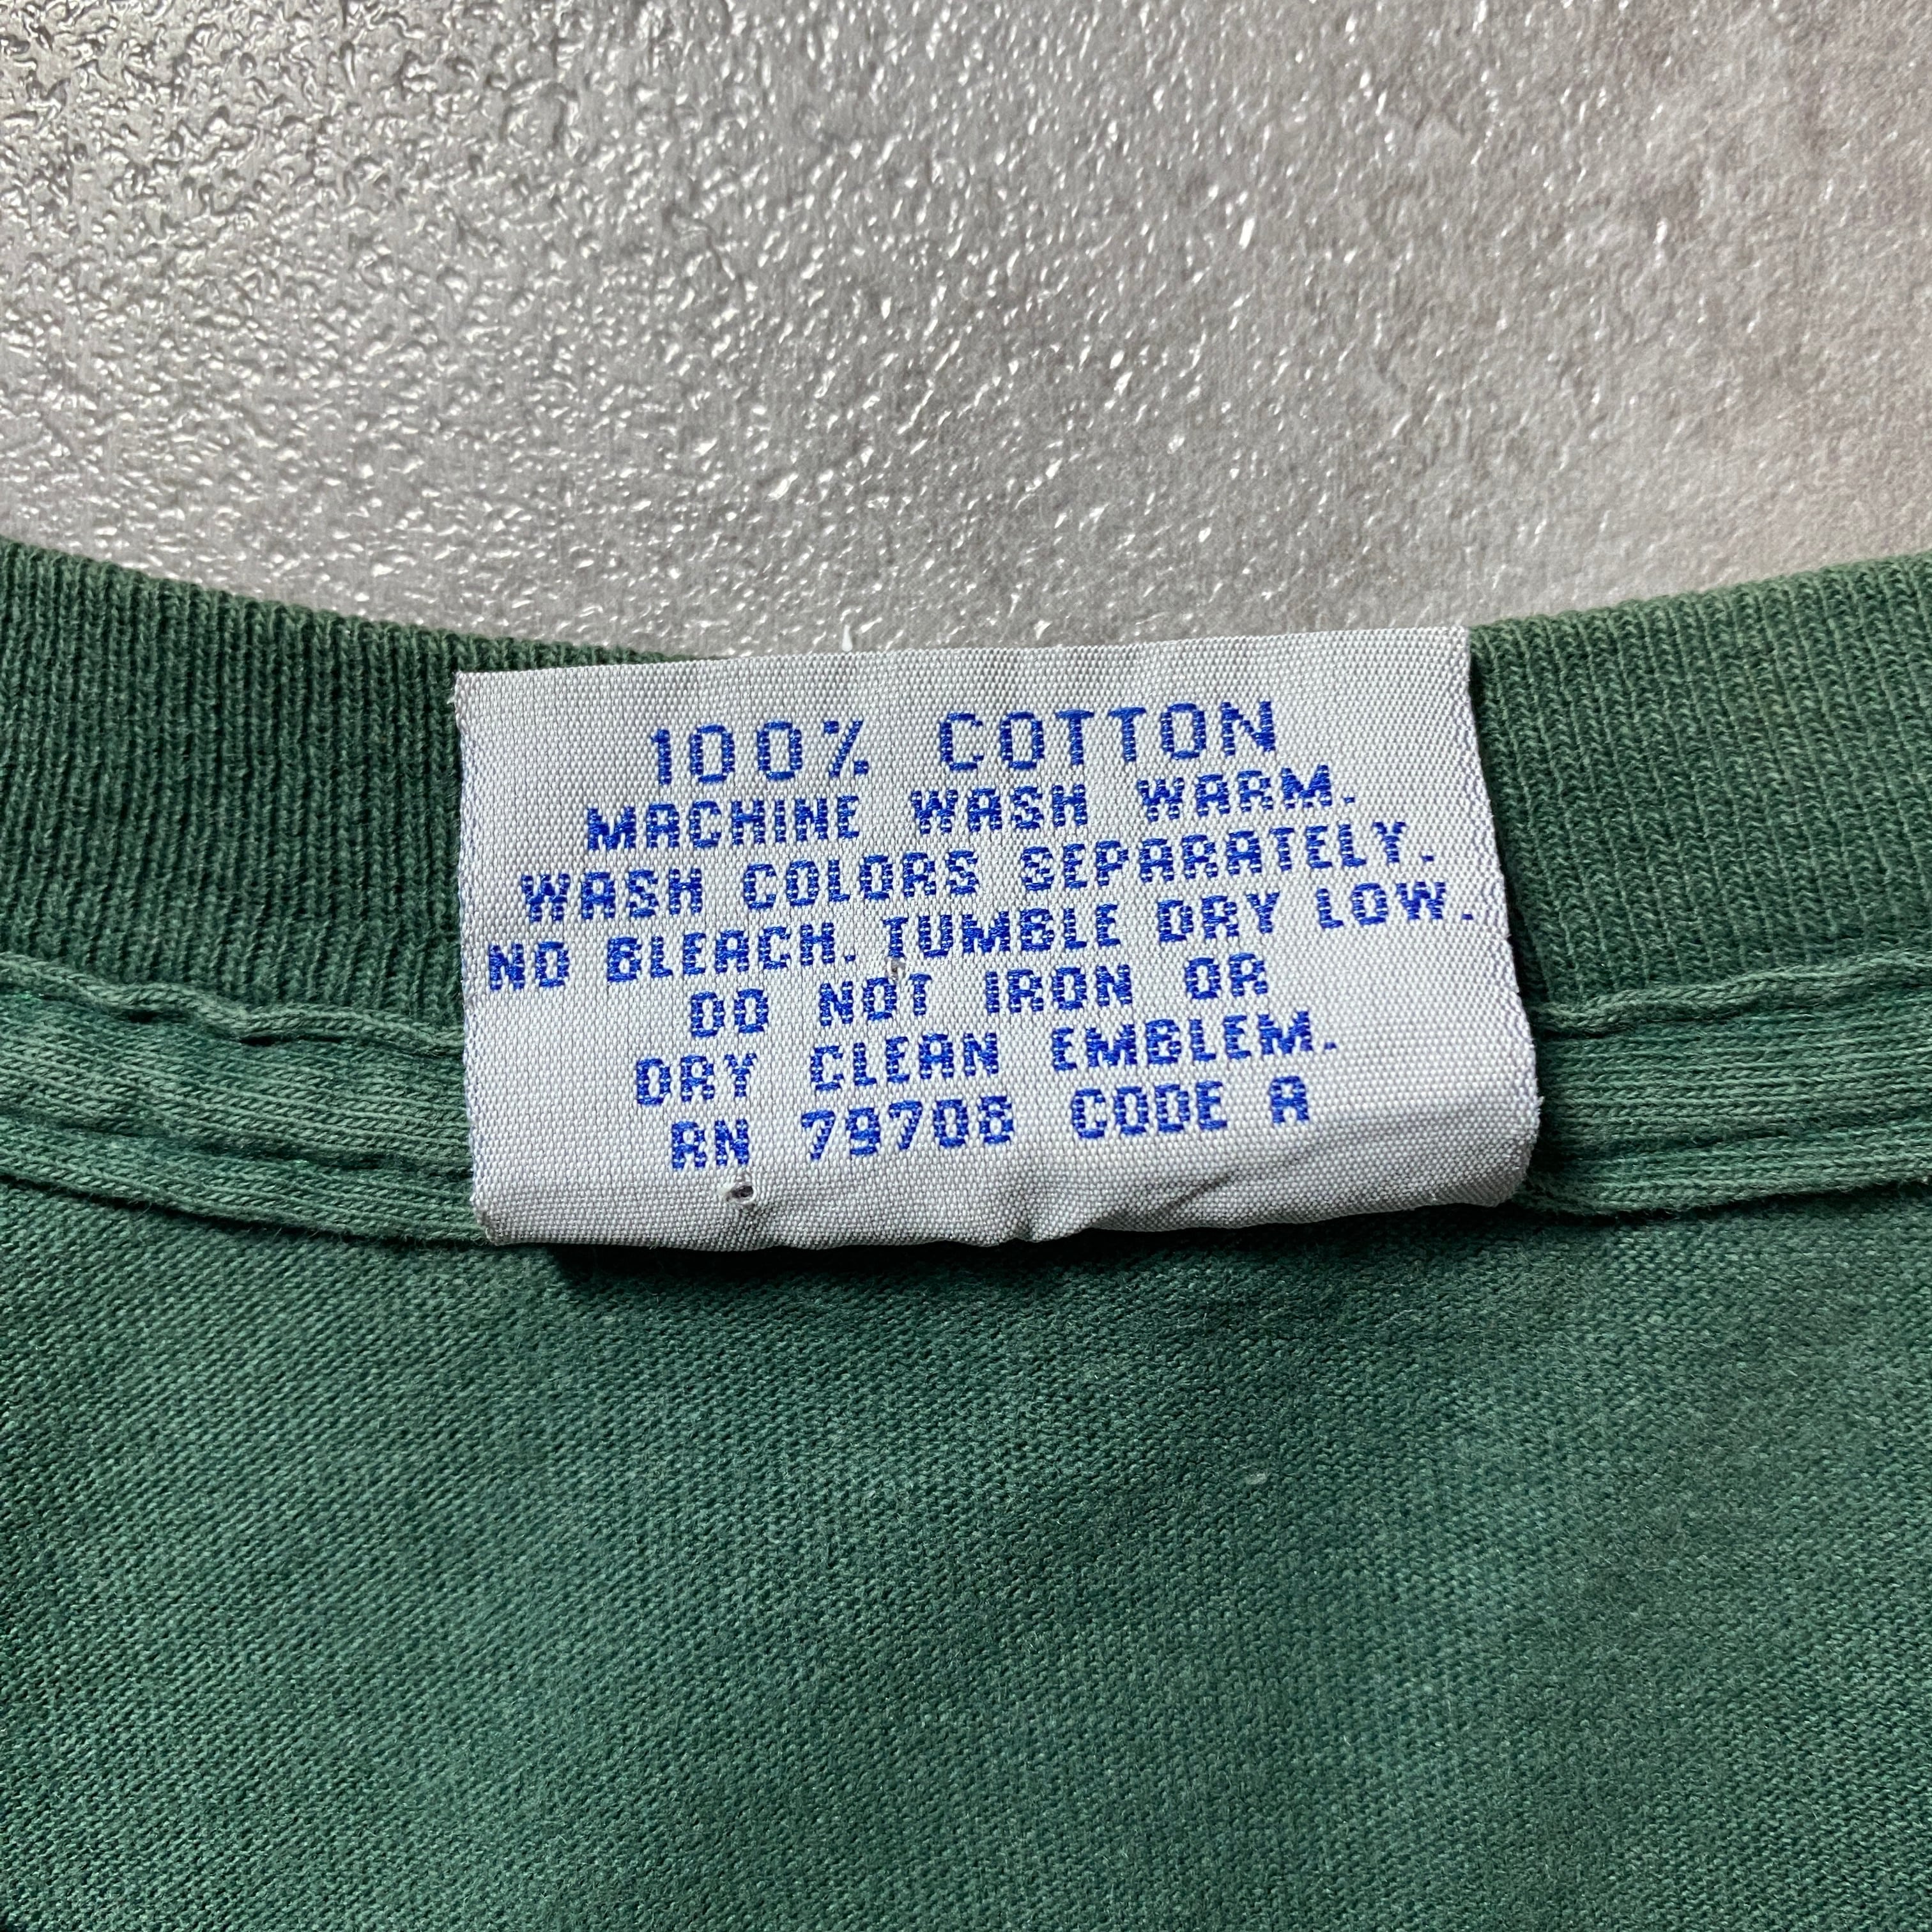 100% COTTON
MACHINE WASH WARM.
WASH COLORS SEPARATELY.
NO BLEACH. TUMBLE DRY LOW.
DO NOT IRON OR
DRY CLEAN EMBLEM.
RN 79708 CODE A